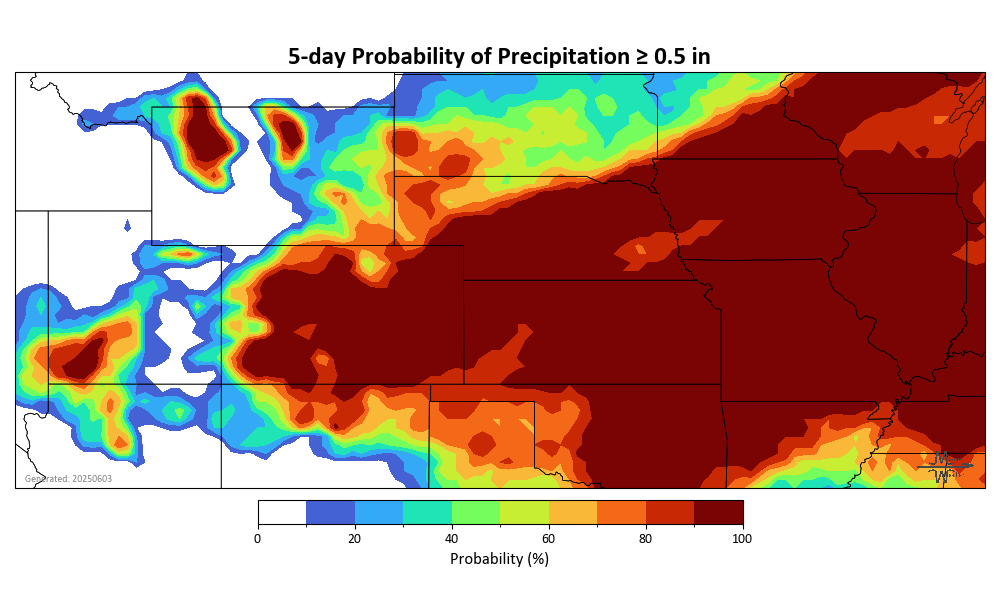 5-day Probability of Precipitation ≥ 0.5 in
Generated: 20250603
0 20 40 60 80 100
Probability (%)